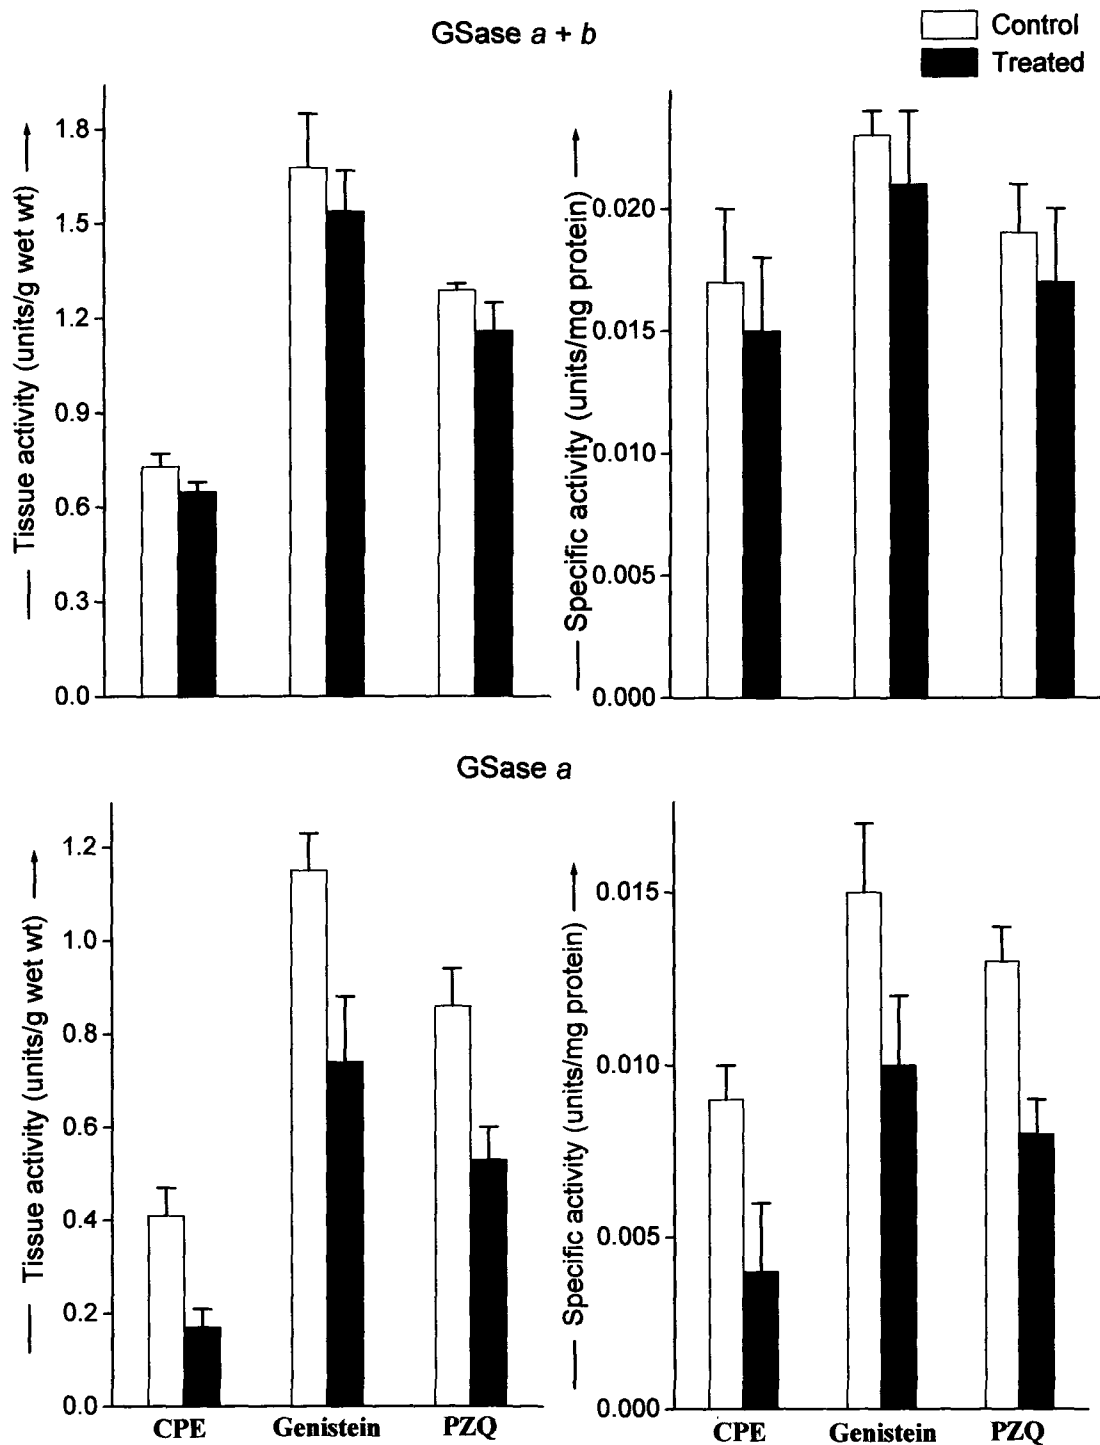 GSase a + b
Control
Treated
Tissue activity (units/g wet wt)
1.8
1.5
1.2
0.9
0.6
0.3
0.0
Specific activity (units/mg protein)
0.020
0.015
0.010
0.005
0.000
GSase a
Tissue activity (units/g wet wt)
1.2
1.0
0.8
0.6
0.4
0.2
0.0
CPE Genistein PZQ
Specific activity (units/mg protein)
0.015
0.010
0.005
0.000
CPE Genistein PZQ